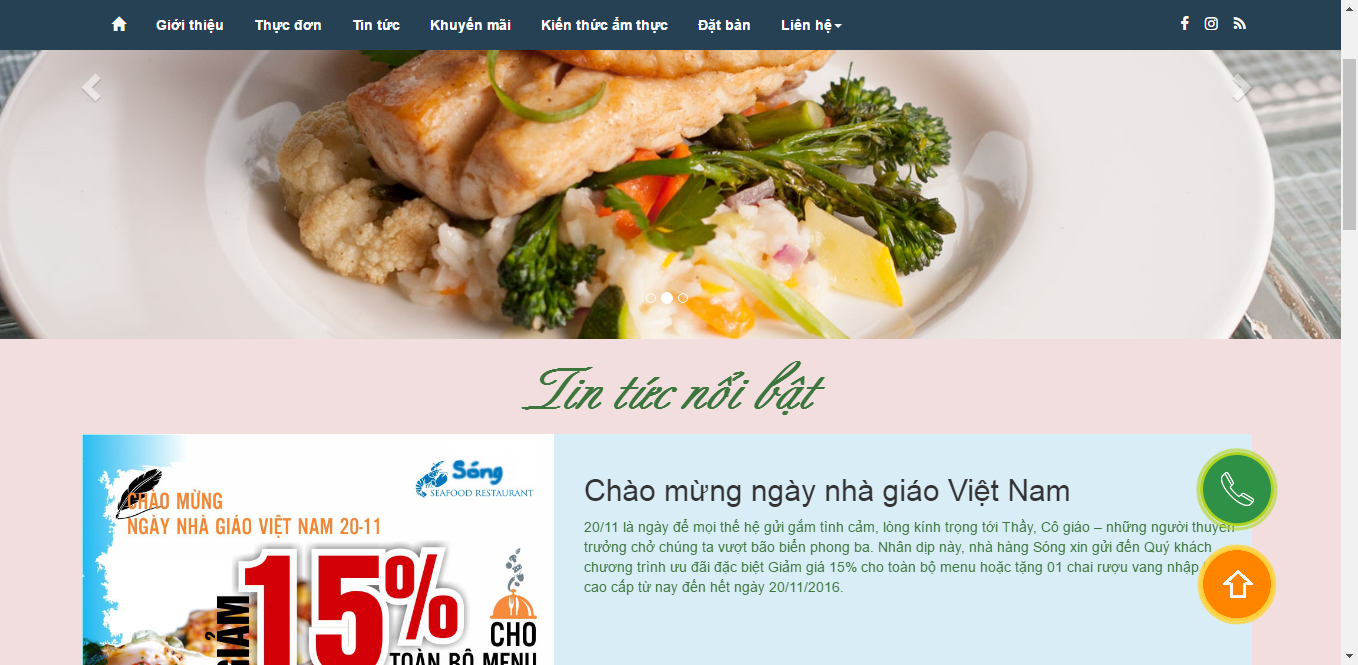 Giới thiệu Thực đơn Tin tức Khuyến mãi Kiến thức ẩm thực Đặt bàn Liên hệ
Tin tức nổi bật
Sóng
SEAFOOD RESTAURANT
CHÀO MỪNG
NGÀY NHÀ GIÁO VIỆT NAM 20-11
GIẢM
15%
CHO
TOÀN BỘ MENU
Chào mừng ngày nhà giáo Việt Nam
20/11 là ngày để mọi thế hệ gửi gắm tình cảm, lòng kính trọng tới Thầy, Cô giáo – những người thuyền
trưởng chở chúng ta vượt bão biển phong ba. Nhân dịp này, nhà hàng Sóng xin gửi đến Quý khách
chương trình ưu đãi đặc biệt Giảm giá 15% cho toàn bộ menu hoặc tặng 01 chai rượu vang nhập
cao cấp từ nay đến hết ngày 20/11/2016.